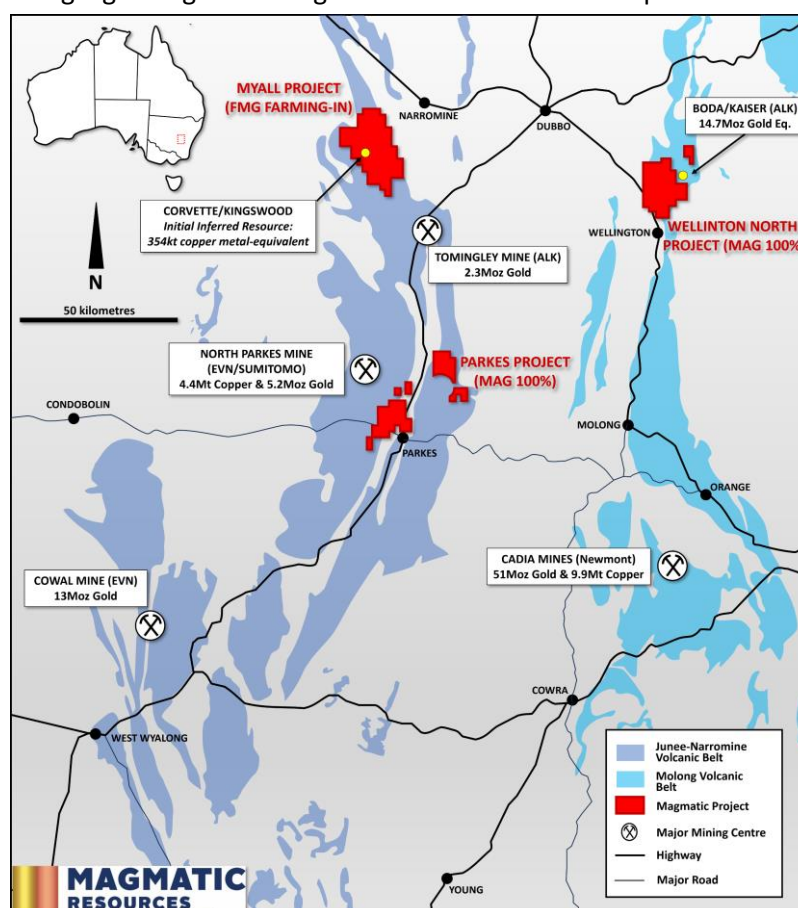 MYALL PROJECT
(FMG FARMING-IN)
NARROMINE
DUBBO
BODA/KAISER (ALK)
14.7Moz Gold Eq.
CORVETTE/KINGSWOOD
Initial Inferred Resource:
354kt copper metal-equivalent
TOMINGLEY MINE (ALK)
2.3Moz Gold
WELLINGTON
WELLINTON NORTH
PROJECT (MAG 100%
N
50 kilometres
NORTH PARKES MINE
(EVN/SUMITOMO)
4.4Mt Copper & 5.2Moz Gold
PARKES PROJECT
(MAG 100%)
CONDOBOLIN
PARKES
MOLONG
ORANGE
COWAL MINE (EVN)
13Moz Gold
CADIA MINES (Newmont)
51Moz Gold & 9.9Mt Copper
COWRA
WEST WYALONG
YOUNG
Junee-Narromine
Volcanic Belt
Molong Volcanic
Belt
Magmatic Project
Major Mining Centre
Highway
Major Road
MAGMATIC
RESOURCES